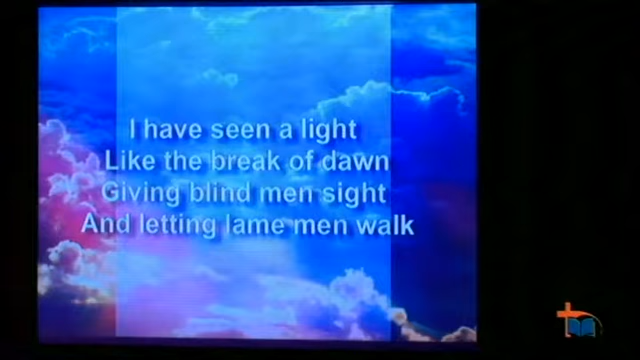 I have seen a light
Like the break of dawn
Giving blind men sight
And letting lame men walk